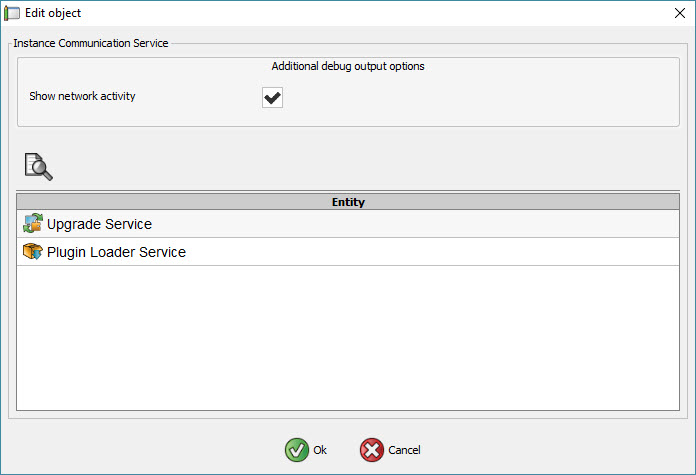 Edit object
Instance Communication Service
Additional debug output options
Show network activity
Entity
Upgrade Service
Plugin Loader Service
Ok Cancel